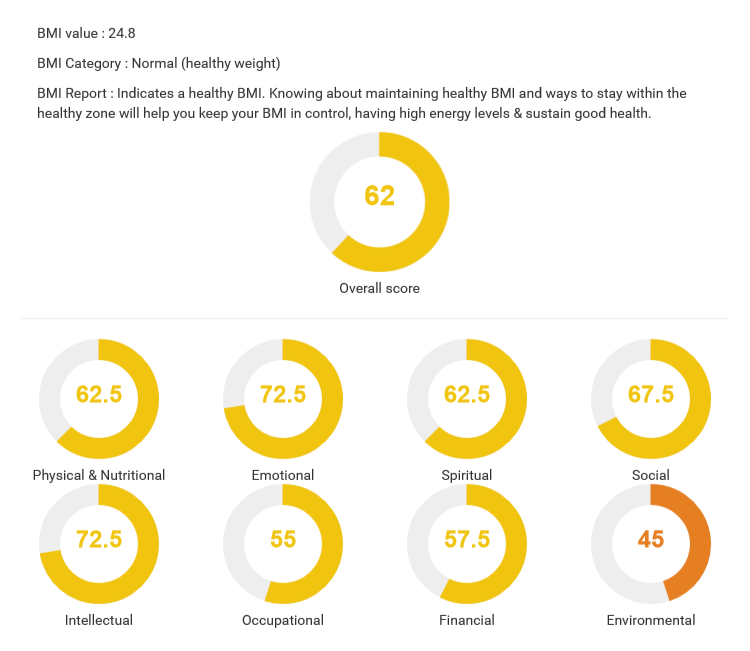 BMI value : 24.8
BMI Category : Normal (healthy weight)
BMI Report : Indicates a healthy BMI. Knowing about maintaining healthy BMI and ways to stay within the
healthy zone will help you keep your BMI in control, having high energy levels & sustain good health.
62
Overall score
62.5
72.5
62.5
67.5
Physical & Nutritional
Emotional
Spiritual
Social
72.5
55
57.5
45
Intellectual
Occupational
Financial
Environmental